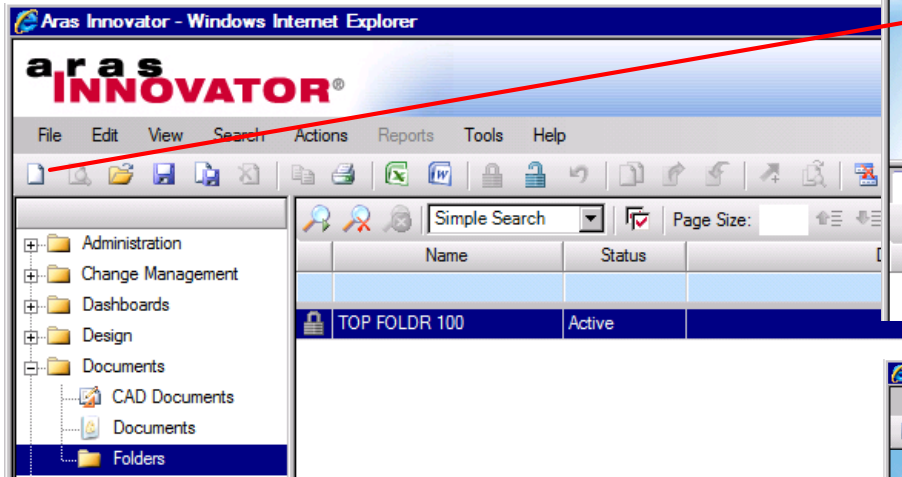 Aras Innovator - Windows Internet Explorer
aras
INNOVATOR®
File Edit View Search Actions Reports Tools Help
Simple Search Page Size:
Administration
Change Management
Dashboards
Design
Documents
CAD Documents
Documents
Folders
Name Status
TOP FOLDR 100 Active